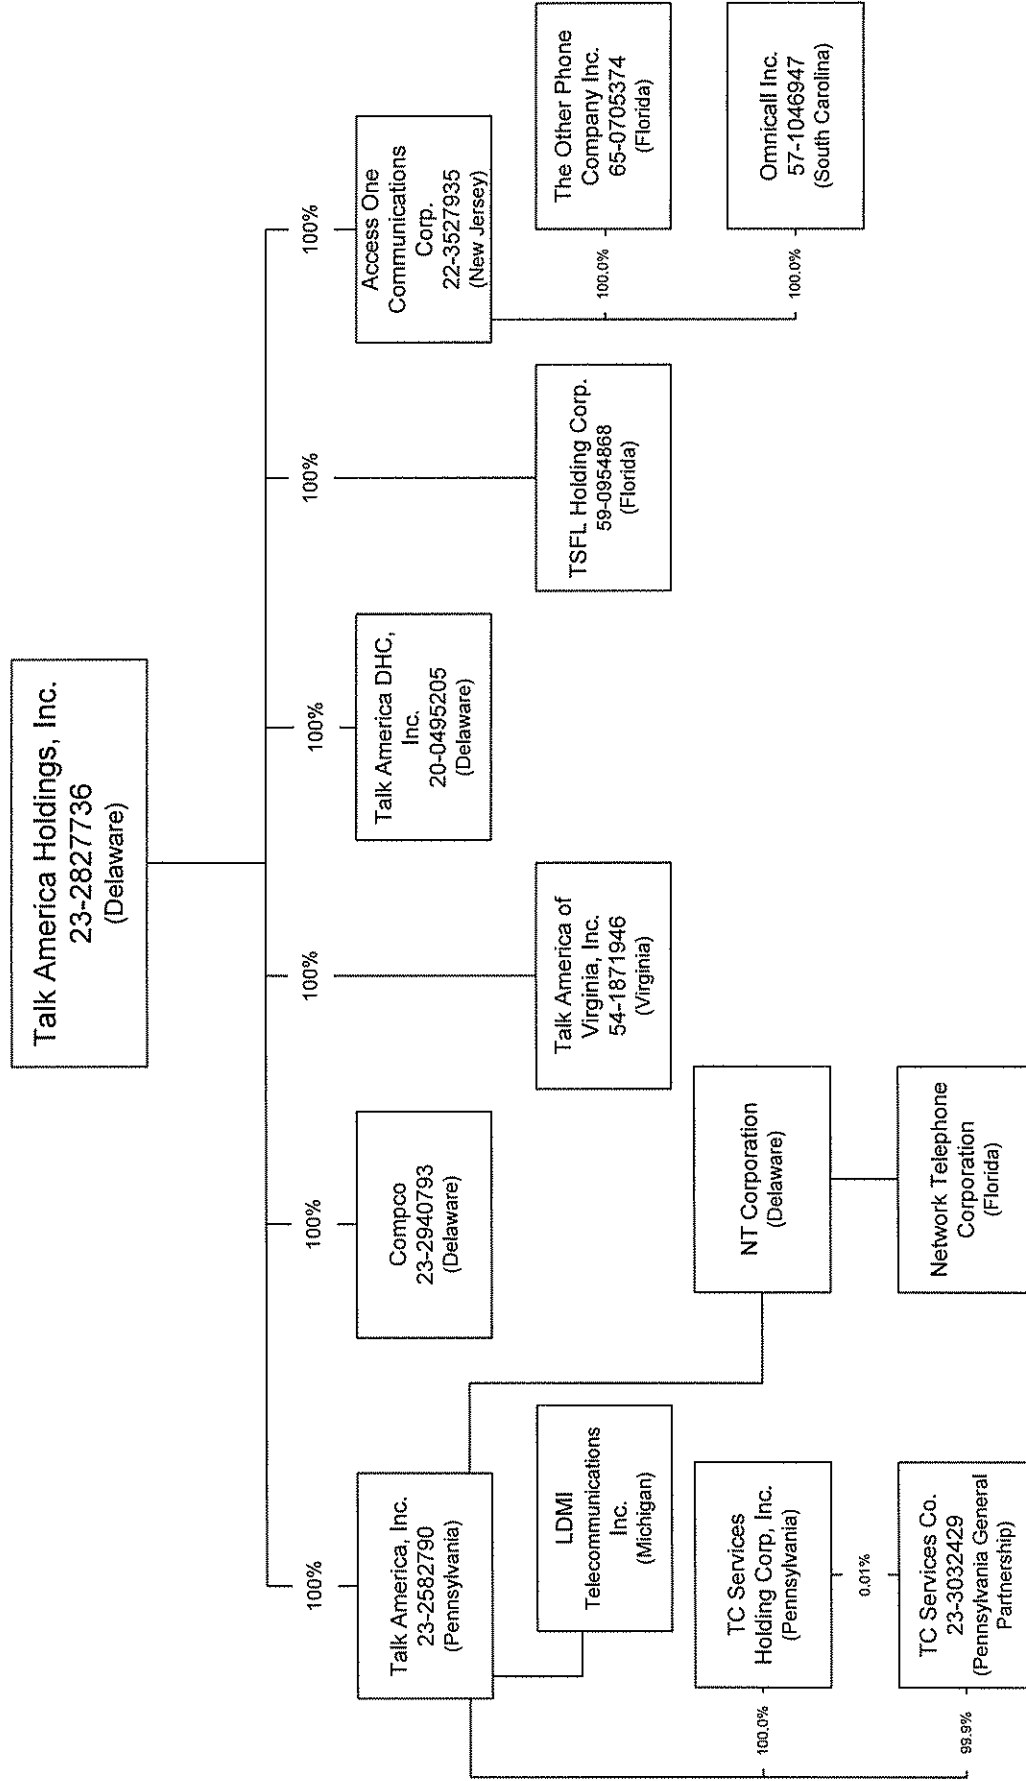 Talk America Holdings, Inc.
23-2827736
(Delaware)
100%
100%
100%
100%
100%
100%
Talk America, Inc.
23-2582790
(Pennsylvania)
Compco
23-2940793
(Delaware)
Talk America DHC,
Inc.
20-0495205
(Delaware)
Access One
Communications
Corp.
22-3527935
(New Jersey)
LDMI
Telecommunications
Inc.
(Michigan)
Talk America of
Virginia, Inc.
54-1871946
(Virginia)
TSFL Holding Corp.
59-0954868
(Florida)
100.0%
The Other Phone
Company Inc.
65-0705374
(Florida)
100.0%
TC Services
Holding Corp, Inc.
(Pennsylvania)
NT Corporation
(Delaware)
100.0%
Omnicall Inc.
57-1046947
(South Carolina)
0.01%
99.9%
TC Services Co.
23-3032429
(Pennsylvania General
Partnership)
Network Telephone
Corporation
(Florida)